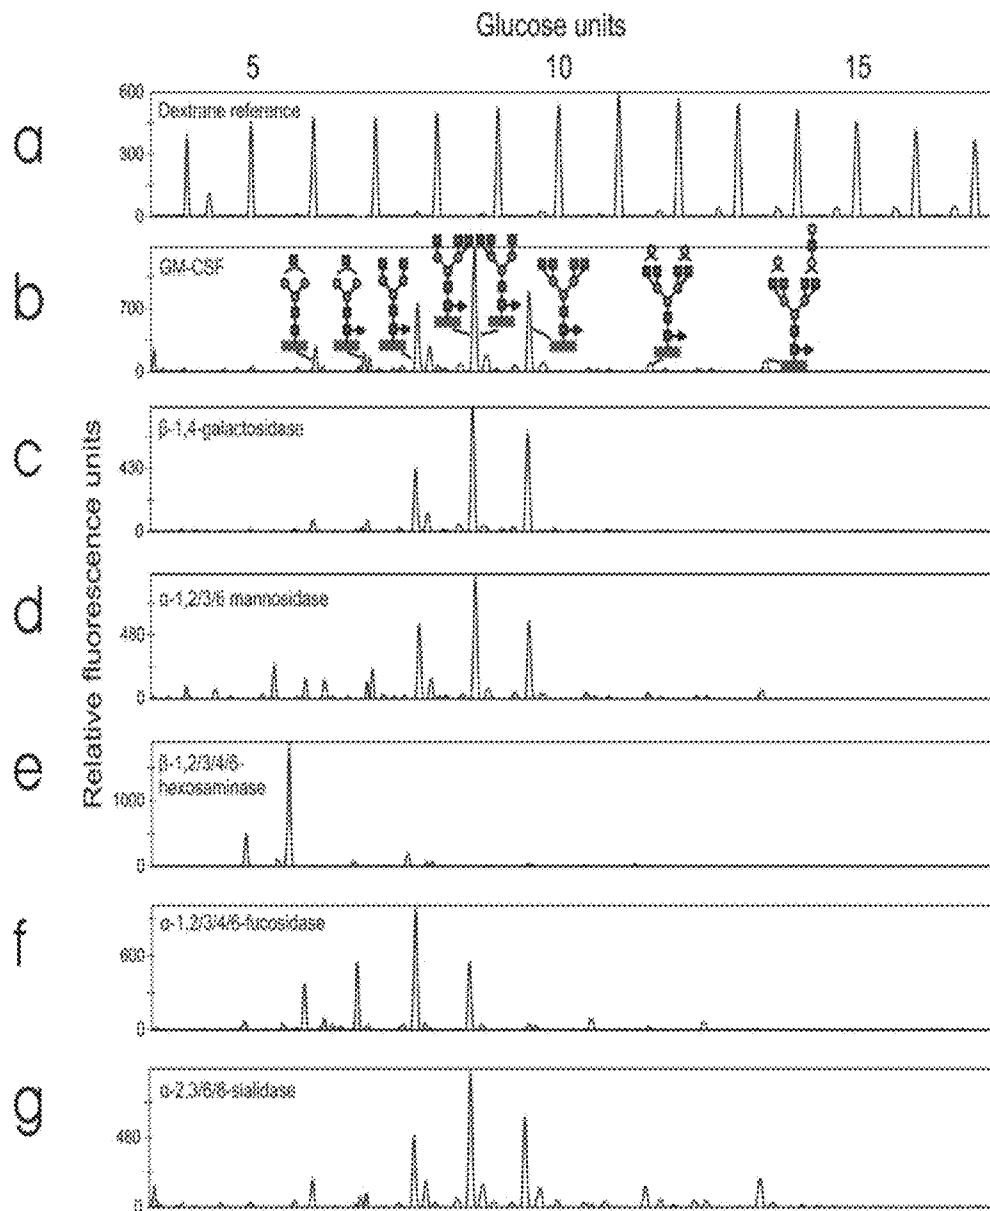 Glucose units
5 10 15
a
600
300
0
Dextrane reference
b
700
0
GM-CSF
c
430
0
β-1,4-galactosidase
d
460
0
α-1,2/3/6 mannosidase
e
1000
0
β-1,2/3/4/6-
hexosaminase
f
600
0
α-1,2/3/4/6-fucosidase
g
460
0
α-2,3/6/8-sialidase
Relative fluorescence units